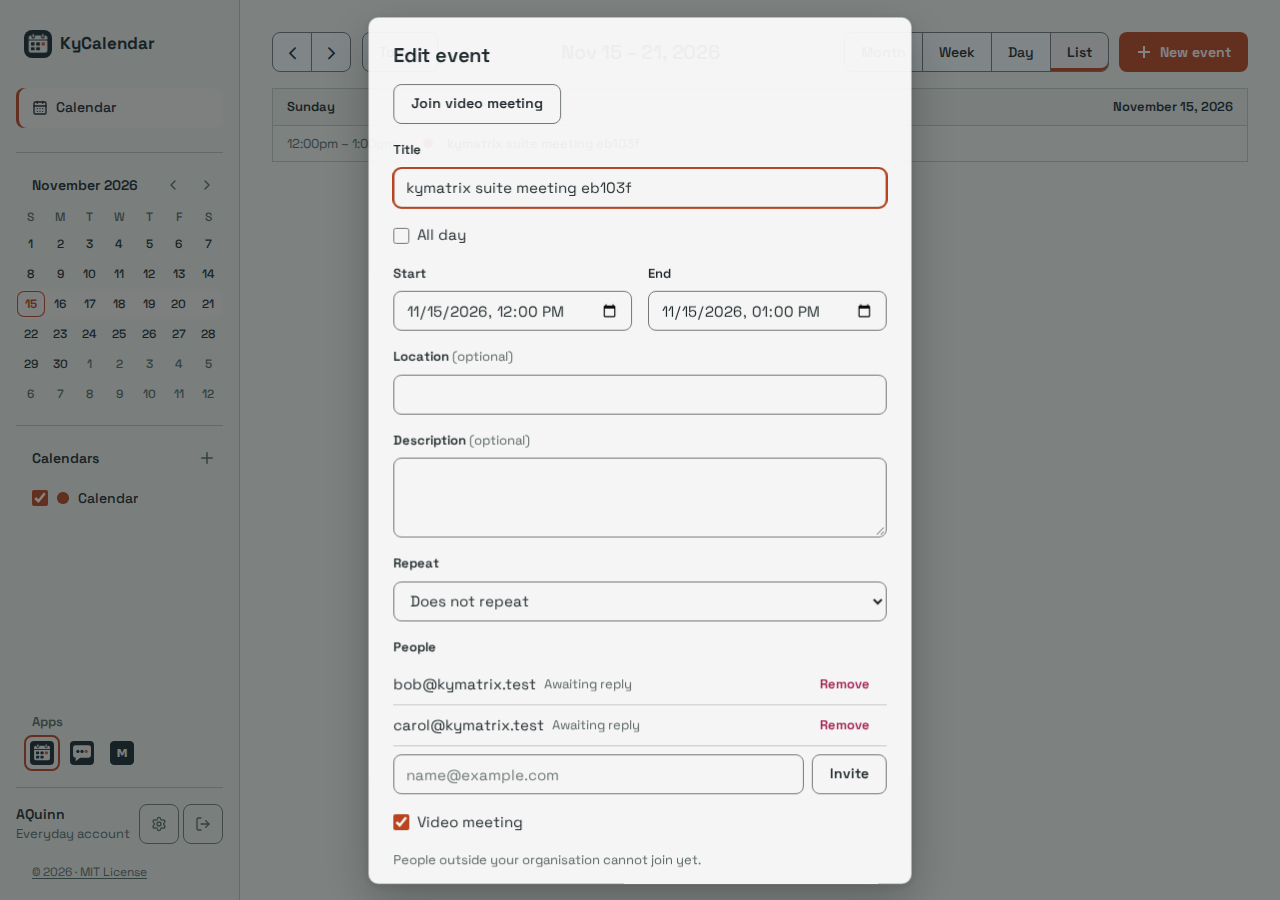 KyCalendar
Calendar
November 2026
S M T W T F S
1 2 3 4 5 6 7
8 9 10 11 12 13 14
15 16 17 18 19 20 21
22 23 24 25 26 27 28
29 30 1 2 3 4 5
6 7 8 9 10 11 12
Calendars
Calendar
Apps
M
AQuinn
Everyday account
© 2026 · MIT License
Nov 15 – 21, 2026
Month Week Day List
New event
Sunday November 15, 2026
12:00pm – 1:0 kymatrix suite meeting eb103f
Edit event
Join video meeting
Title
kymatrix suite meeting eb103f
All day
Start End
11/15/2026, 12:00 PM 11/15/2026, 01:00 PM
Location (optional)
Description (optional)
Repeat
Does not repeat
People
bob@kymatrix.test Awaiting reply Remove
carol@kymatrix.test Awaiting reply Remove
name@example.com Invite
Video meeting
People outside your organisation cannot join yet.